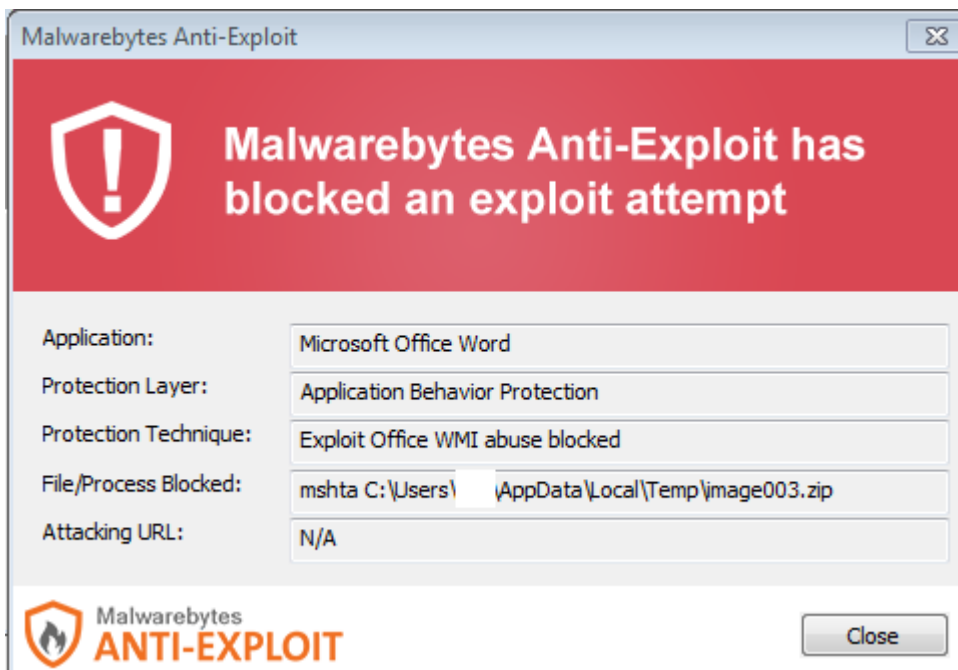 Malwarebytes Anti-Exploit
Malwarebytes Anti-Exploit has
blocked an exploit attempt
Application:
Microsoft Office Word
Protection Layer:
Application Behavior Protection
Protection Technique:
Exploit Office WMI abuse blocked
File/Process Blocked:
mshta C:\Users\ \AppData\Local\Temp\image003.zip
Attacking URL:
N/A
Malwarebytes
ANTI-EXPLOIT
Close